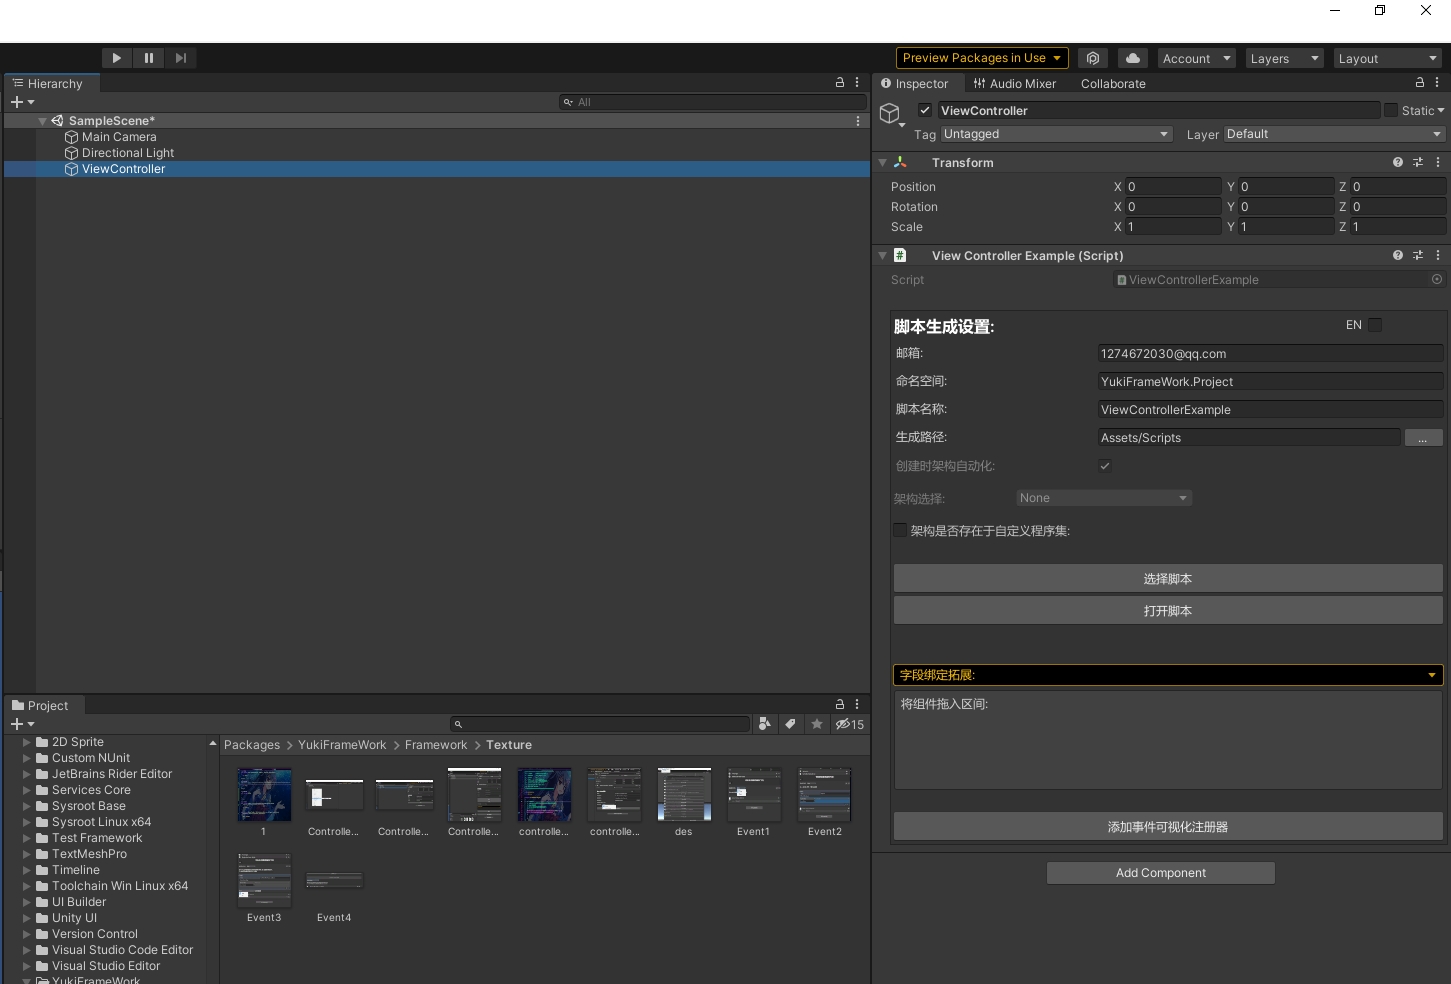 Preview Packages in Use
Account
Layers
Layout
Hierarchy
All
SampleScene*
Main Camera
Directional Light
ViewController
Inspector
Audio Mixer
Collaborate
ViewController
Static
Tag
Untagged
Layer
Default
Transform
Position
X 0
Y 0
Z 0
Rotation
X 0
Y 0
Z 0
Scale
X 1
Y 1
Z 1
View Controller Example (Script)
Script
ViewControllerExample
脚本生成设置:
EN
邮箱:
1274672030@qq.com
命名空间:
YukiFrameWork.Project
脚本名称:
ViewControllerExample
生成路径:
Assets/Scripts
...
创建时架构自动化:
架构选择:
None
架构是否存在于自定义程序集:
选择脚本
打开脚本
字段绑定拓展:
将组件拖入区间:
添加事件可视化注册器
Add Component
Project
15
2D Sprite
Custom NUnit
JetBrains Rider Editor
Services Core
Sysroot Base
Sysroot Linux x64
Test Framework
TextMeshPro
Timeline
Toolchain Win Linux x64
UI Builder
Unity UI
Version Control
Visual Studio Code Editor
Visual Studio Editor
YukiFrameWork
Packages > YukiFrameWork > Framework > Texture
1
Controlle...
Controlle...
Controlle...
controlle...
controlle...
des
Event1
Event2
Event3
Event4